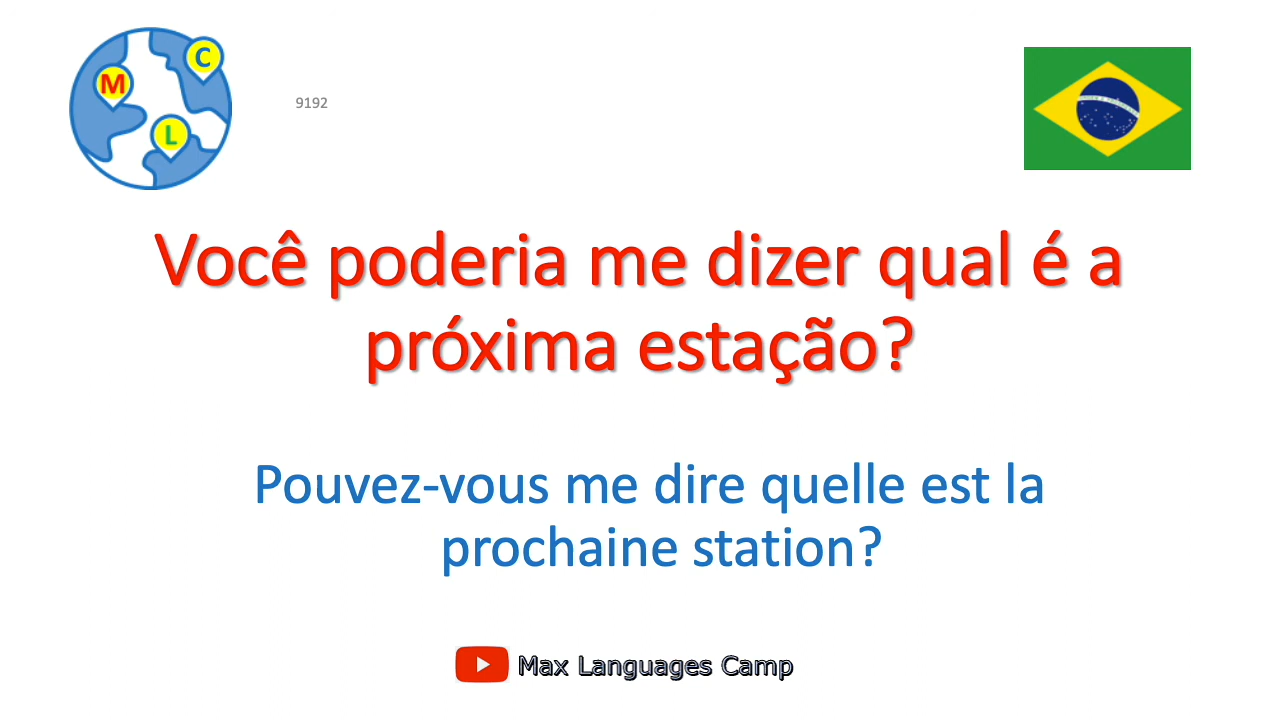 C
M
L
9192
Você poderia me dizer qual é a
próxima estação?
Pouvez-vous me dire quelle est la
prochaine station?
Max Languages Camp